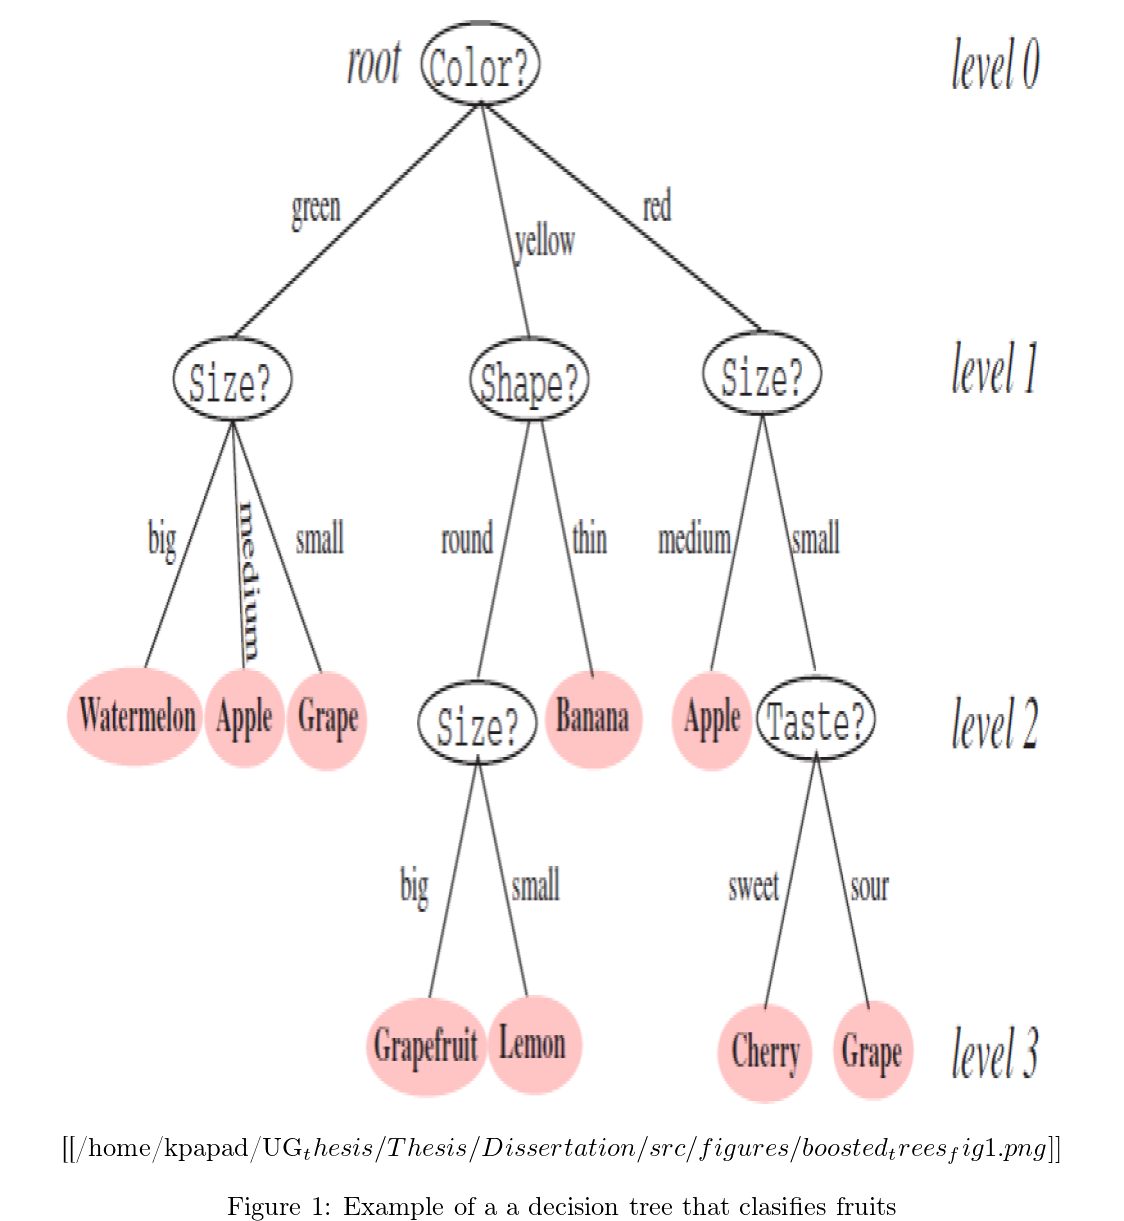 root Color? level 0
green yellow red
Size? Shape? Size? level 1
big medium small round thin medium small
Watermelon Apple Grape Size? Banana Apple Taste? level 2
big small sweet sour
Grapefruit Lemon Cherry Grape level 3
[[/home/kpapad/UG_thesis/Thesis/Dissertation/src/figures/boosted_trees_fig1.png]]
Figure 1: Example of a a decision tree that clasifies fruits